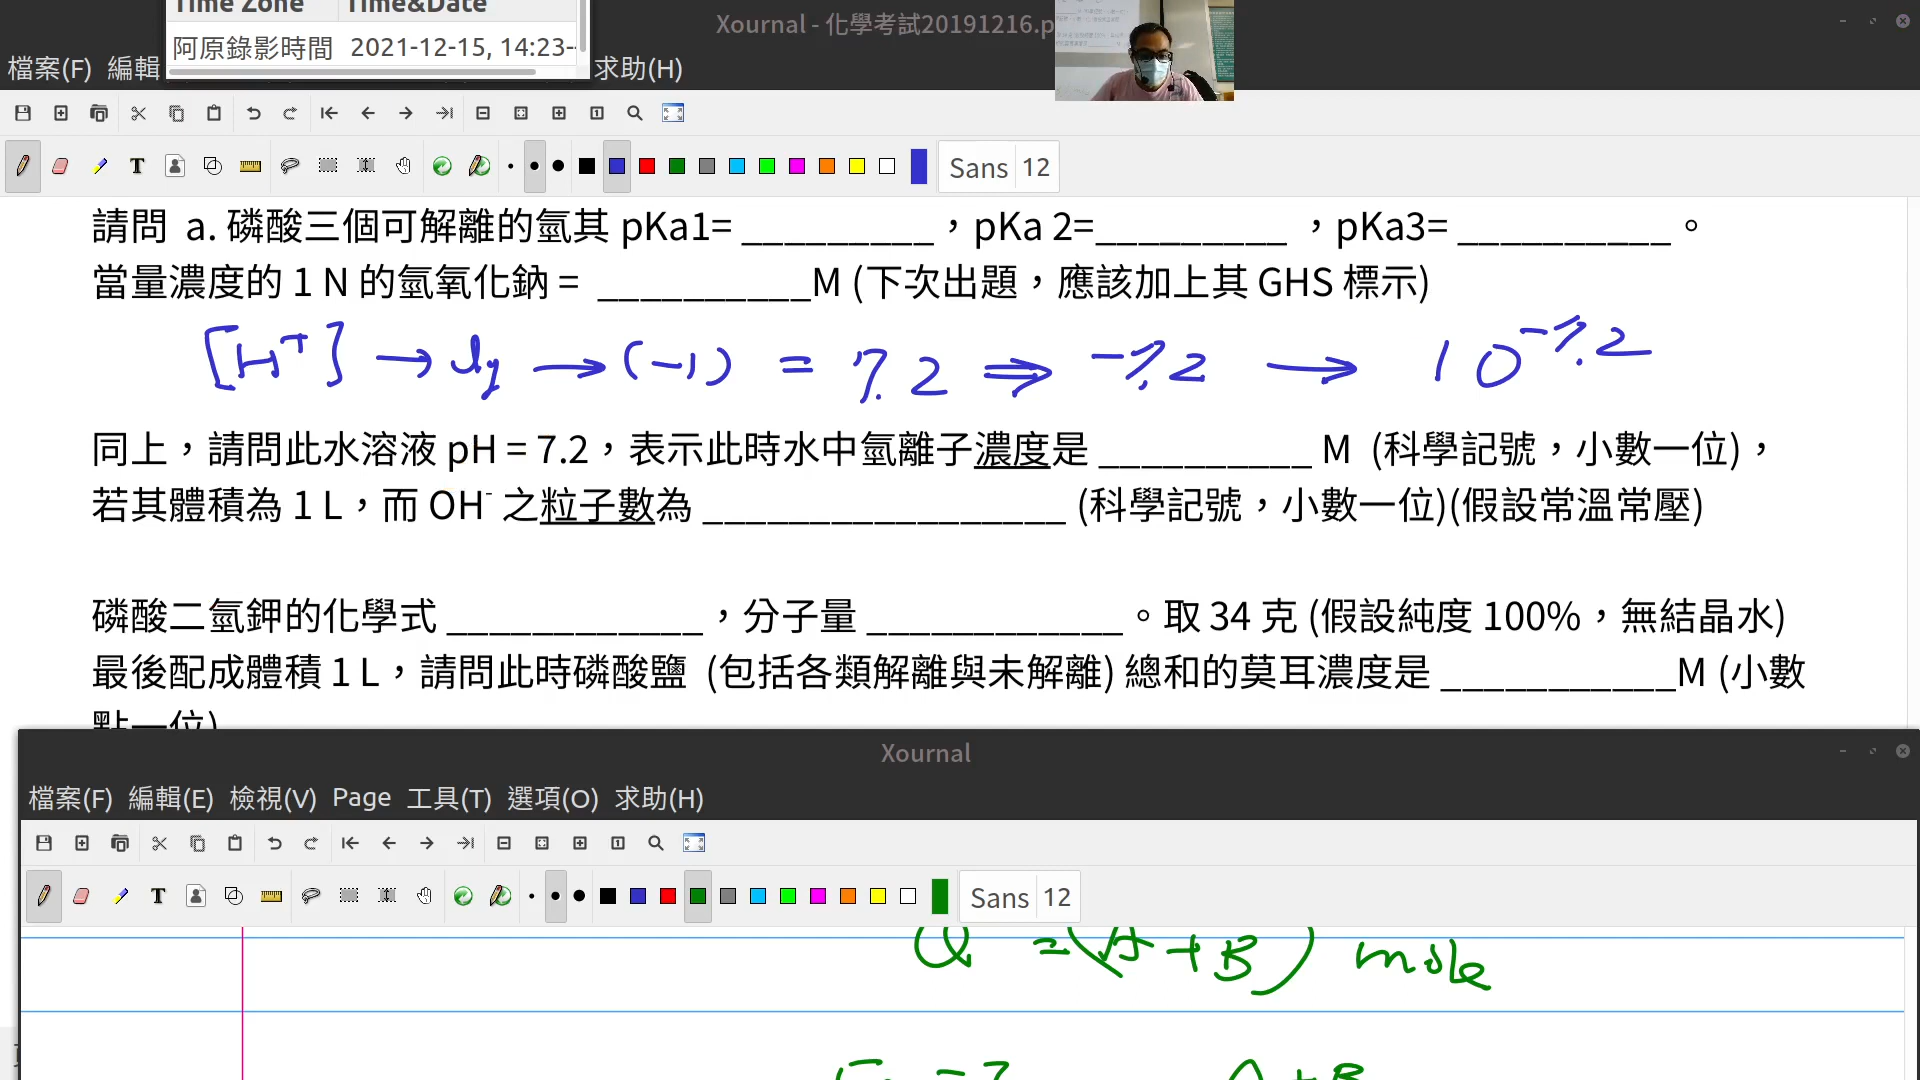 Time Zone Time&Date
阿原錄影時間 2021-12-15, 14:23-
Xournal - 化學考試20191216.p
檔案(F) 編輯 求助(H)
Sans 12
請問 a. 磷酸三個可解離的氫其 pKa1= _________，pKa 2=_________ ，pKa3= __________。
當量濃度的 1 N 的氫氧化鈉 = __________M (下次出題，應該加上其 GHS 標示)
[H⁺] → log → (-1) = 7.2 ⇒ -7.2 → 10⁻⁷·²
同上，請問此水溶液 pH = 7.2，表示此時水中氫離子濃度是 __________ M (科學記號，小數一位)，
若其體積為 1 L，而 OH⁻ 之粒子數為 _________________ (科學記號，小數一位)(假設常溫常壓)
磷酸二氫鉀的化學式 ____________，分子量 ____________。取 34 克 (假設純度 100%，無結晶水)
最後配成體積 1 L，請問此時磷酸鹽 (包括各類解離與未解離) 總和的莫耳濃度是 ___________M (小數
點一位)
Xournal
檔案(F) 編輯(E) 檢視(V) Page 工具(T) 選項(O) 求助(H)
Sans 12
Q = (A+B) mole
A+B